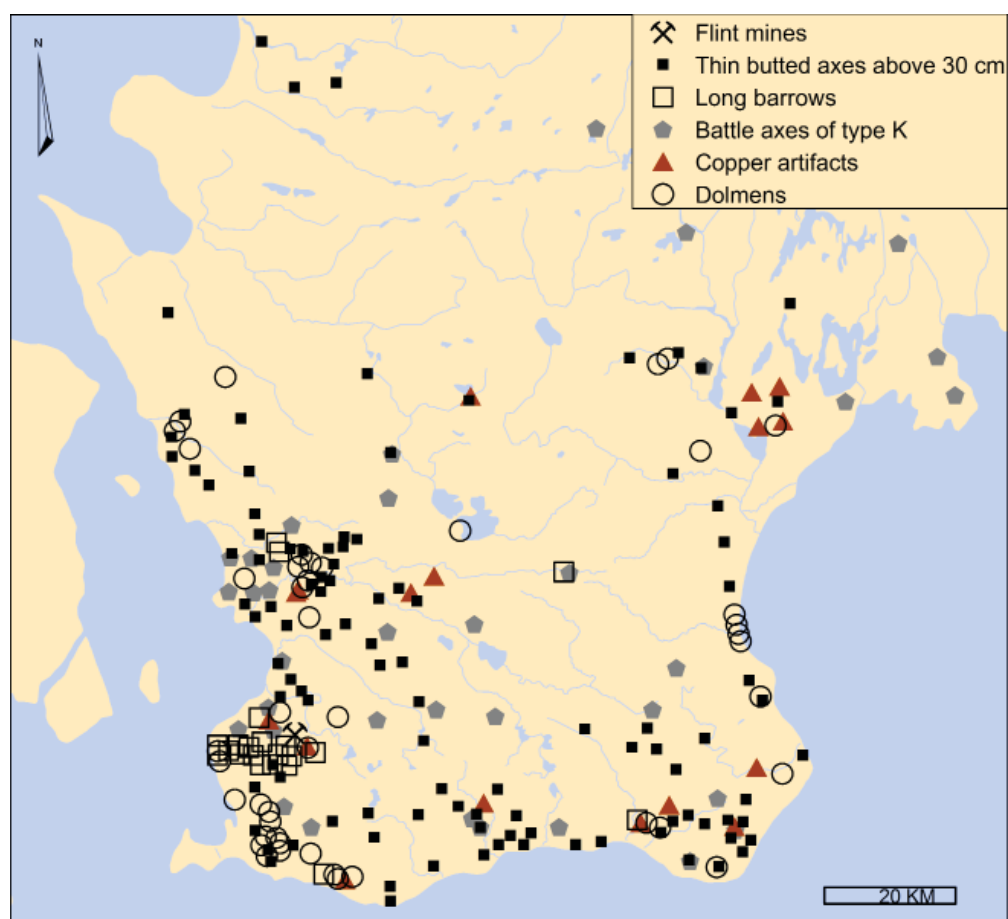 N
Flint mines
Thin butted axes above 30 cm
Long barrows
Battle axes of type K
Copper artifacts
Dolmens
20 KM